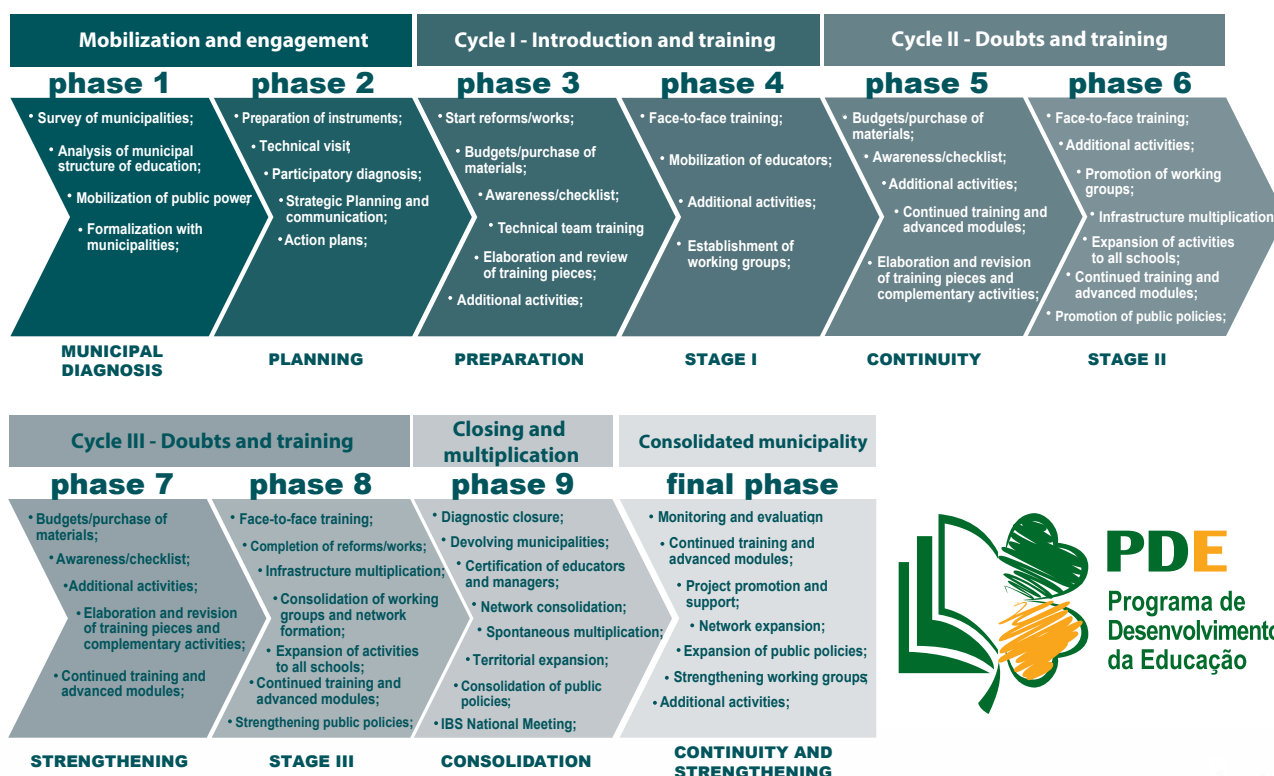 Mobilization and engagement
Cycle I - Introduction and training
Cycle II - Doubts and training
phase 1
phase 2
phase 3
phase 4
phase 5
phase 6
• Survey of municipalities;
• Analysis of municipal
structure of education;
• Mobilization of public power;
• Formalization with
municipalities;
• Preparation of instruments;
• Technical visit;
• Participatory diagnosis;
• Strategic Planning and
communication;
• Action plans;
• Start reforms/works;
• Budgets/purchase of
materials;
• Awareness/checklist;
• Technical team training
• Elaboration and review
of training pieces;
• Additional activities;
• Face-to-face training;
• Mobilization of educators;
• Additional activities;
• Establishment of
working groups;
• Budgets/purchase of
materials;
• Awareness/checklist;
• Additional activities;
• Continued training and
advanced modules;
• Elaboration and revision
of training pieces and
complementary activities;
• Face-to-face training;
• Additional activities;
• Promotion of working
groups;
• Infrastructure multiplication
• Expansion of activities
to all schools;
• Continued training and
advanced modules;
• Promotion of public policies;
MUNICIPAL
DIAGNOSIS
PLANNING
PREPARATION
STAGE I
CONTINUITY
STAGE II
Cycle III - Doubts and training
Closing and
multiplication
Consolidated municipality
phase 7
phase 8
phase 9
final phase
• Budgets/purchase of
materials;
• Awareness/checklist;
• Additional activities;
• Elaboration and revision
of training pieces and
complementary activities;
• Continued training and
advanced modules;
• Face-to-face training;
• Completion of reforms/works;
• Infrastructure multiplication;
• Consolidation of working
groups and network
formation;
• Expansion of activities
to all schools;
• Continued training and
advanced modules;
• Strengthening public policies;
• Diagnostic closure;
• Devolving municipalities;
• Certification of educators
and managers;
• Network consolidation;
• Spontaneous multiplication;
• Territorial expansion;
• Consolidation of public
policies;
• IBS National Meeting;
• Monitoring and evaluation;
• Continued training and
advanced modules;
• Project promotion and
support;
• Network expansion;
• Expansion of public policies;
• Strengthening working groups;
• Additional activities;
STRENGTHENING
STAGE III
CONSOLIDATION
CONTINUITY AND
STRENGTHENING
PDE
Programa de
Desenvolvimento
da Educação